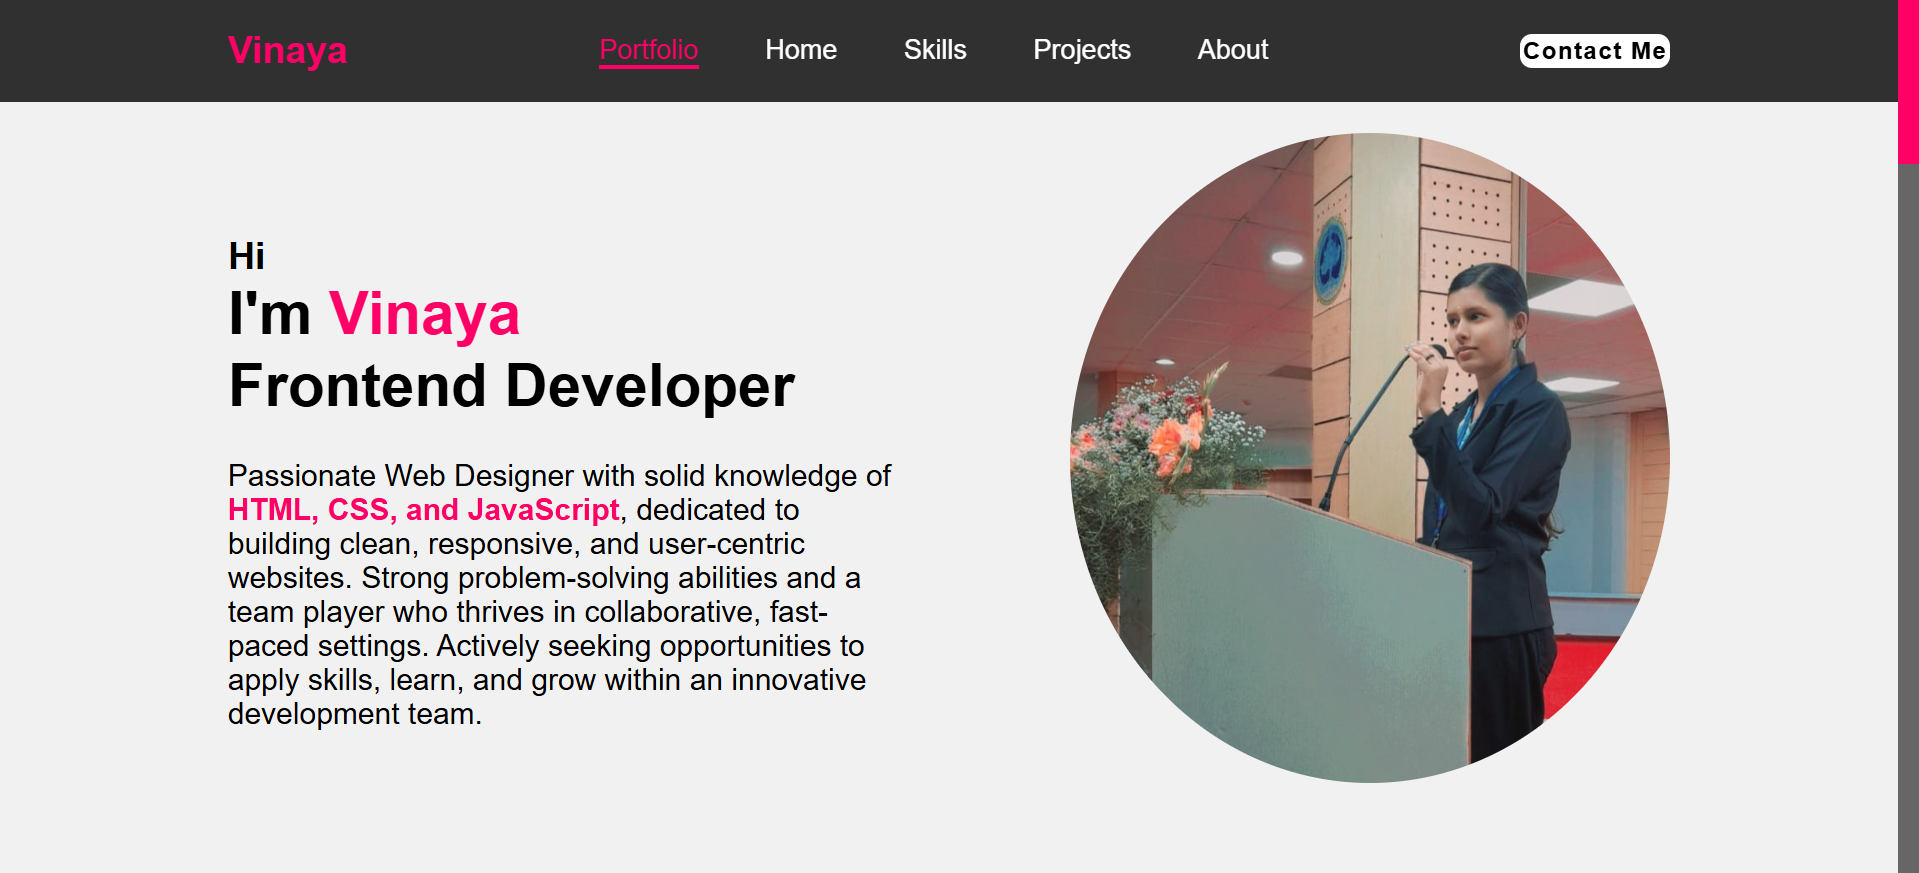 Vinaya
Portfolio
Home
Skills
Projects
About
Contact Me
Hi
I'm Vinaya
Frontend Developer
Passionate Web Designer with solid knowledge of
HTML, CSS, and JavaScript, dedicated to
building clean, responsive, and user-centric
websites. Strong problem-solving abilities and a
team player who thrives in collaborative, fast-
paced settings. Actively seeking opportunities to
apply skills, learn, and grow within an innovative
development team.